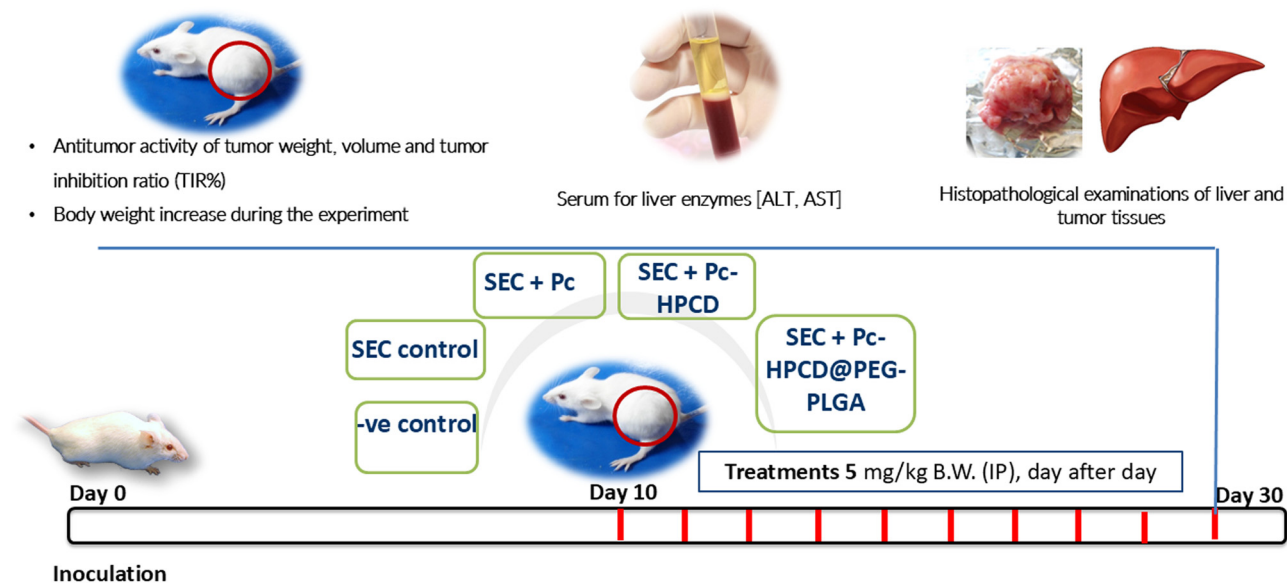 • Antitumor activity of tumor weight, volume and tumor
inhibition ratio (TIR%)
• Body weight increase during the experiment
Serum for liver enzymes [ALT, AST]
Histopathological examinations of liver and
tumor tissues
SEC + Pc
SEC + Pc-
HPCD
SEC control
SEC + Pc-
HPCD@PEG-
PLGA
-ve control
Treatments 5 mg/kg B.W. (IP), day after day
Day 0
Day 10
Day 30
Inoculation